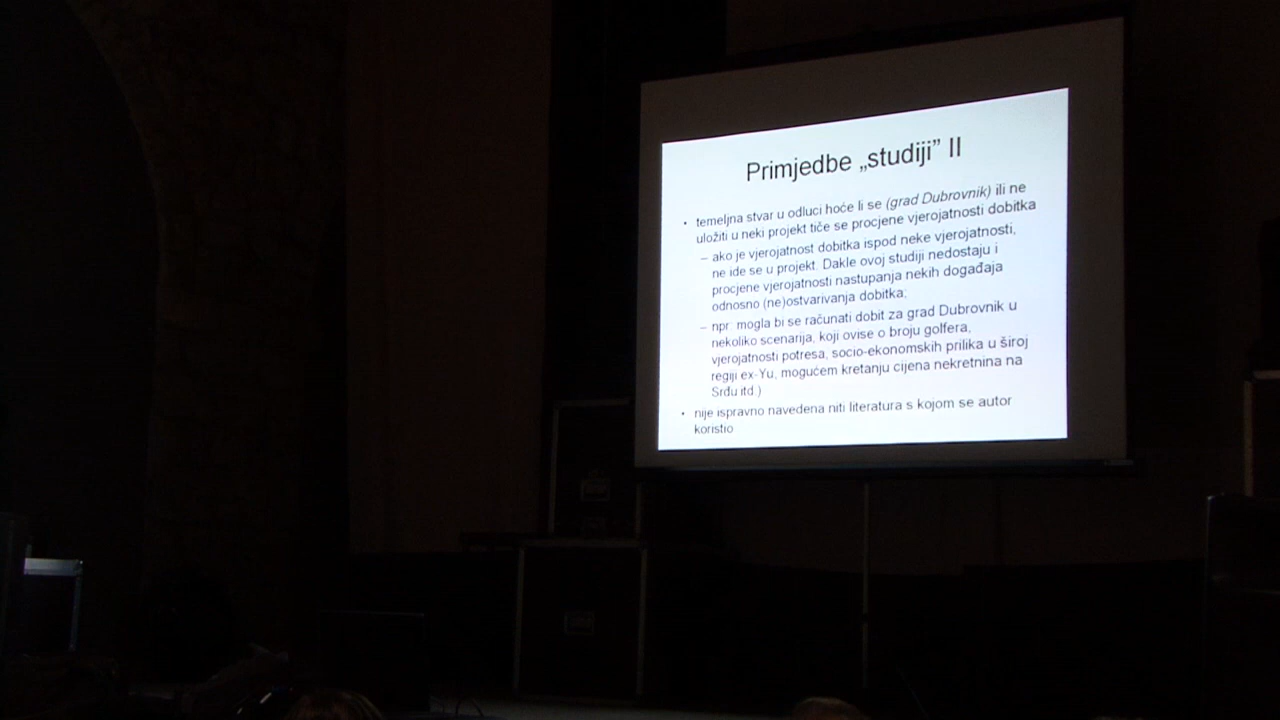 Primjedbe „studiji” II
• temeljna stvar u odluci hoće li se (grad Dubrovnik) ili ne
uložiti u neki projekt tiče se procjene vjerojatnosti dobitka
– ako je vjerojatnost dobitka ispod neke vjerojatnosti,
ne ide se u projekt. Dakle ovoj studiji nedostaju i
procjene vjerojatnosti nastupanja nekih događaja
odnosno (ne)ostvarivanja dobitka;
– npr. mogla bi se računati dobit za grad Dubrovnik u
nekoliko scenarija, koji ovise o broju golfera,
vjerojatnosti potresa, socio-ekonomskih prilika u široj
regiji ex-Yu, mogućem kretanju cijena nekretnina na
Srđu itd.)
• nije ispravno navedena niti literatura s kojom se autor
koristio